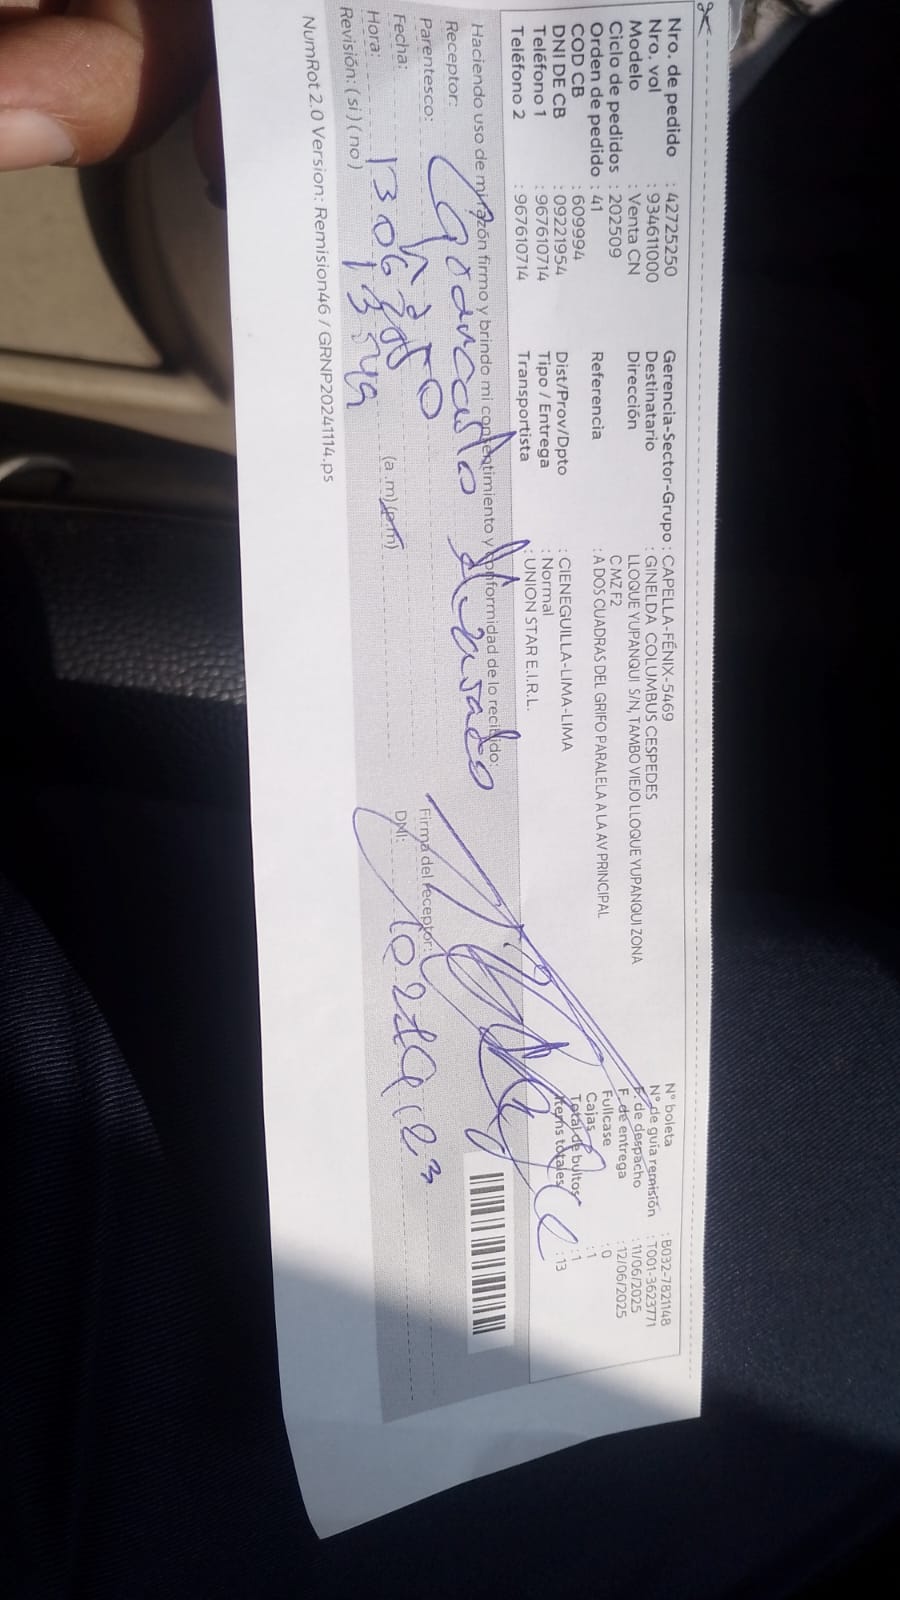 Nro. de pedido : 42725250 Gerencia-Sector-Grupo : CAPELLA-FÉNIX-5469 N° boleta : B032-7821148
Nro. vol : 934611000 Destinatario : GINELDA COLUMBUS CESPEDES N° de guía remisión : T001-3623771
Modelo : Venta CN Dirección LLOQUE YUPANQUI S/N, TAMBO VIEJO LLOQUE YUPANQUI ZONA F. de despacho : 11/06/2025
Ciclo de pedidos : 202509 C MZ F2 F. de entrega : 12/06/2025
Orden de pedido : 41 Referencia : A DOS CUADRAS DEL GRIFO PARALELA A LA AV PRINCIPAL Fullcase : 0
COD CB : 609994 Cajas : 1
DNI DE CB : 09221954 Dist/Prov/Dpto : CIENEGUILLA-LIMA-LIMA Total de bultos : 1
Teléfono 1 : 967610714 Tipo / Entrega : Normal Items totales : 13
Teléfono 2 : 967610714 Transportista : UNION STAR E.I.R.L.
Haciendo uso de mi razón firmo y brindo mi consentimiento y conformidad de lo recibido:
Receptor:
Parentesco: Firma del receptor:
Fecha: DNI:
Hora: (a.m)(p.m)
Revisión: (si) (no)
NumRot 2.0 Version: Remision46 / GRNP20241114.ps